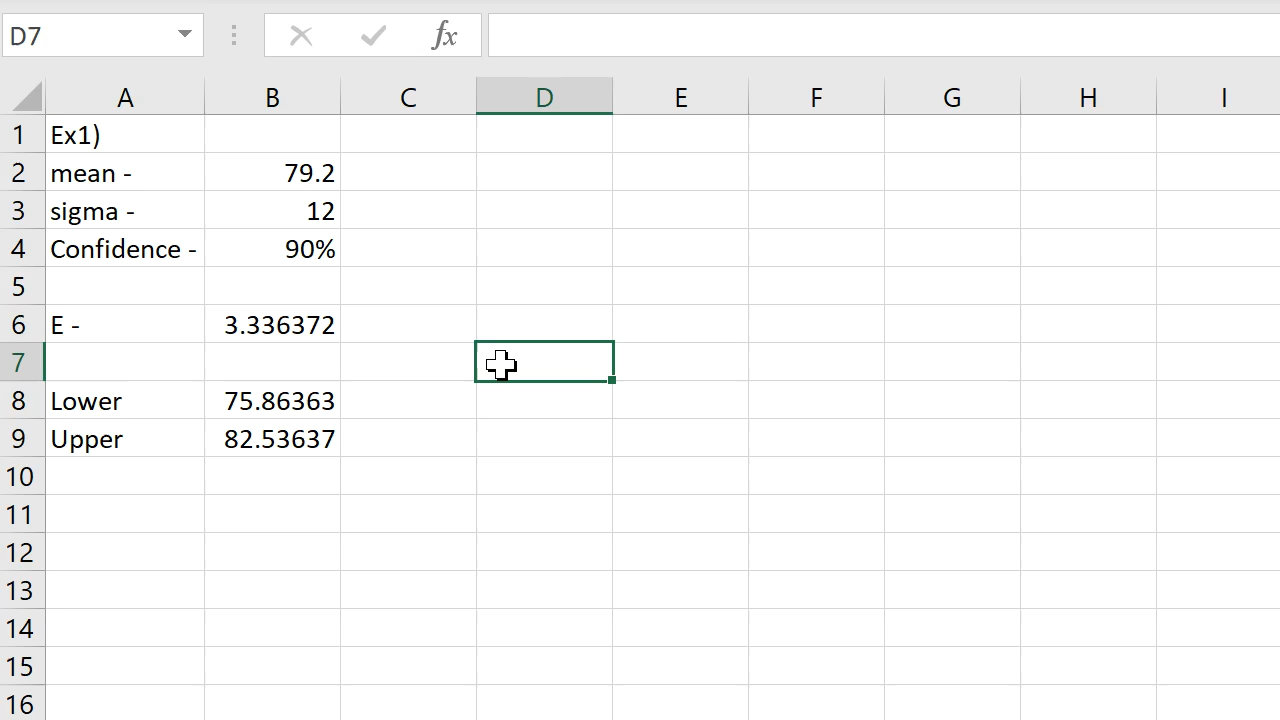 D7 fx
A B C D E F G H I
1 Ex1)
2 mean - 79.2
3 sigma - 12
4 Confidence - 90%
5
6 E - 3.336372
7
8 Lower 75.86363
9 Upper 82.53637
10
11
12
13
14
15
16